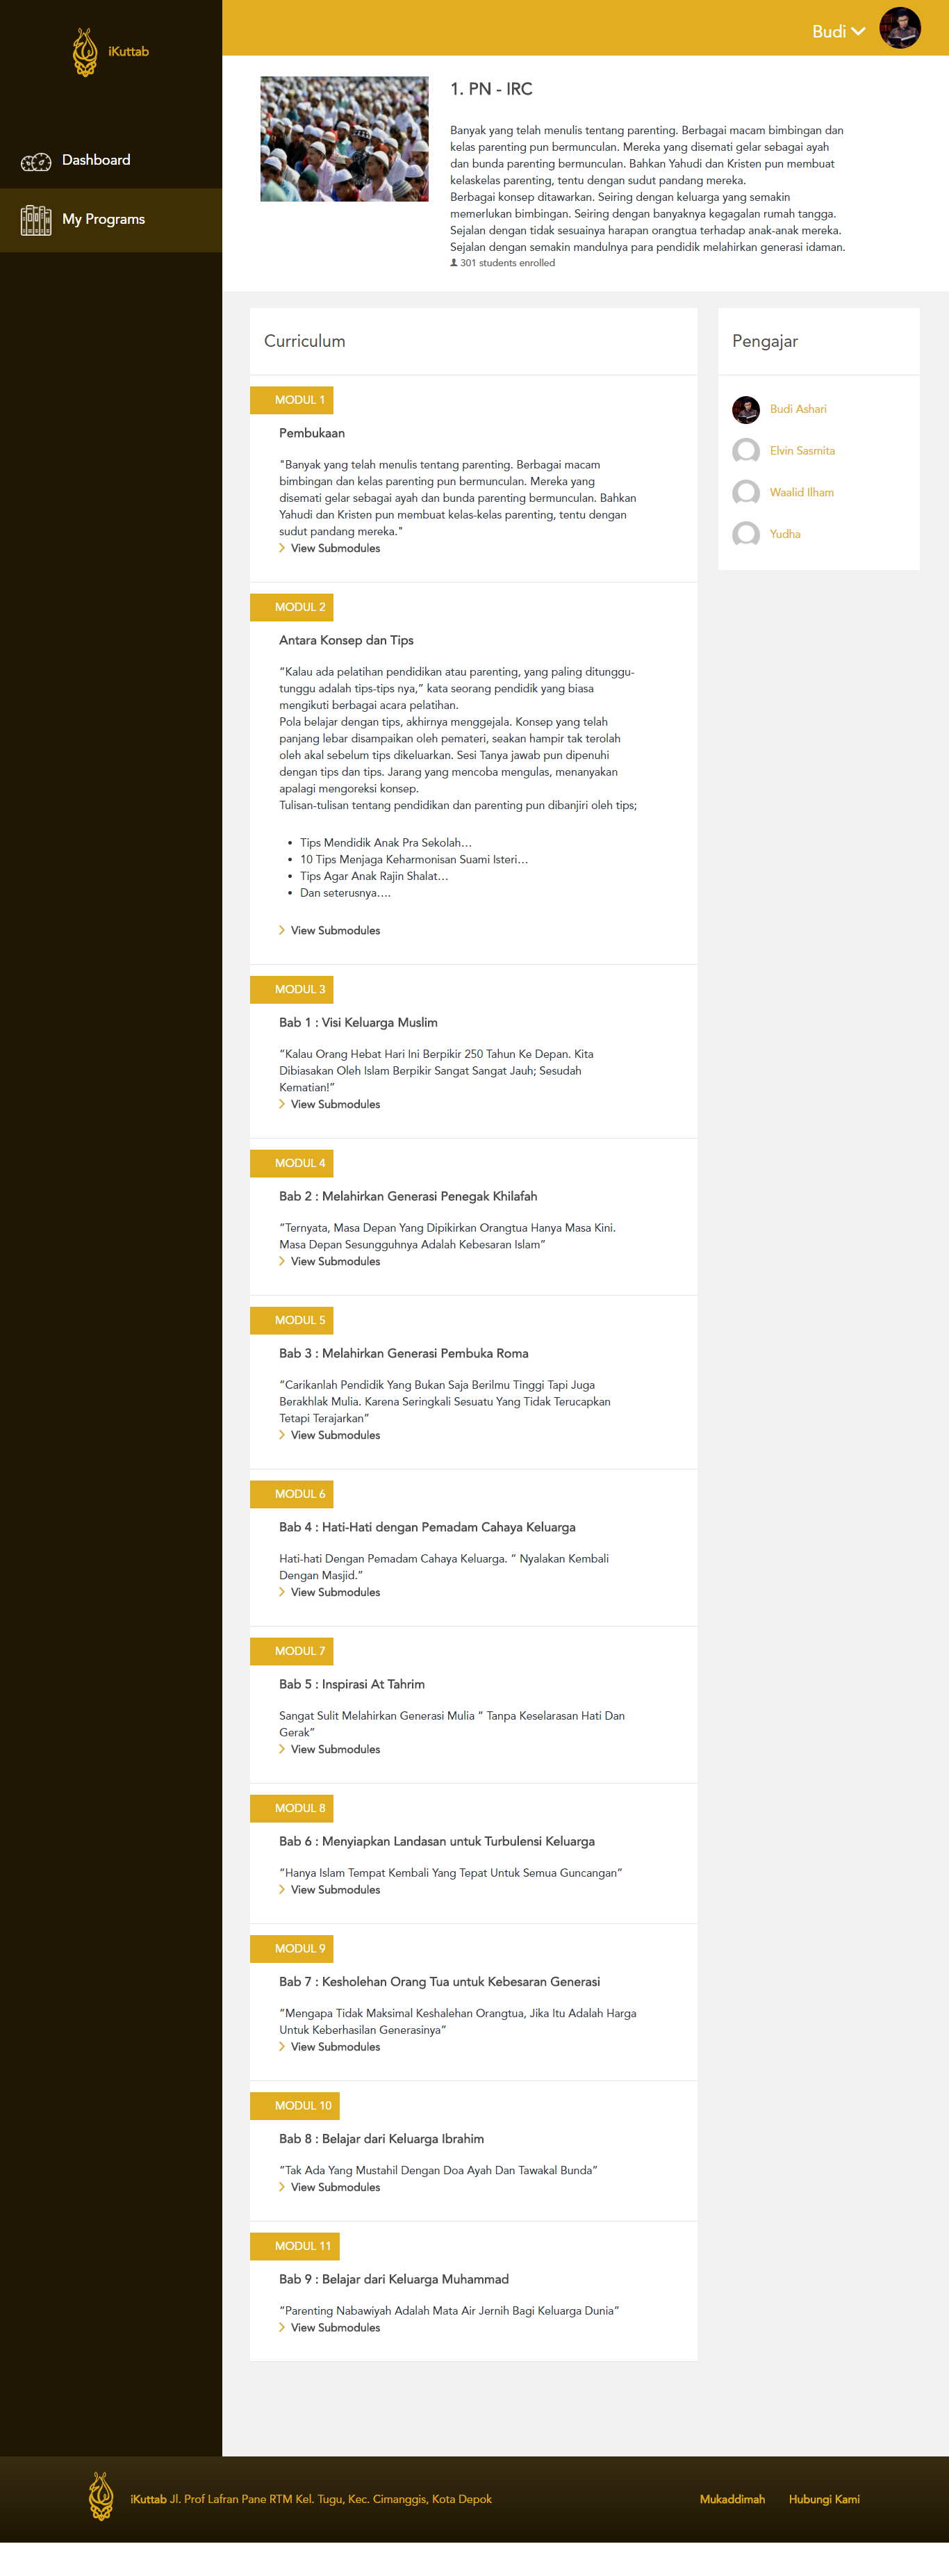 iKuttab
Budi
Dashboard
My Programs
1. PN - IRC
Banyak yang telah menulis tentang parenting. Berbagai macam bimbingan dan
kelas parenting pun bermunculan. Mereka yang disemati gelar sebagai ayah
dan bunda parenting bermunculan. Bahkan Yahudi dan Kristen pun membuat
kelaskelas parenting, tentu dengan sudut pandang mereka.
Berbagai konsep ditawarkan. Seiring dengan keluarga yang semakin
memerlukan bimbingan. Seiring dengan banyaknya kegagalan rumah tangga.
Sejalan dengan tidak sesuainya harapan orangtua terhadap anak-anak mereka.
Sejalan dengan semakin mandulnya para pendidik melahirkan generasi idaman.
301 students enrolled
Curriculum
MODUL 1
Pembukaan
"Banyak yang telah menulis tentang parenting. Berbagai macam
bimbingan dan kelas parenting pun bermunculan. Mereka yang
disemati gelar sebagai ayah dan bunda parenting bermunculan. Bahkan
Yahudi dan Kristen pun membuat kelas-kelas parenting, tentu dengan
sudut pandang mereka."
View Submodules
MODUL 2
Antara Konsep dan Tips
“Kalau ada pelatihan pendidikan atau parenting, yang paling ditunggu-
tunggu adalah tips-tips nya,” kata seorang pendidik yang biasa
mengikuti berbagai acara pelatihan.
Pola belajar dengan tips, akhirnya menggejala. Konsep yang telah
panjang lebar disampaikan oleh pemateri, seakan hampir tak terolah
oleh akal sebelum tips dikeluarkan. Sesi Tanya jawab pun dipenuhi
dengan tips dan tips. Jarang yang mencoba mengulas, menanyakan
apalagi mengoreksi konsep.
Tulisan-tulisan tentang pendidikan dan parenting pun dibanjiri oleh tips;
• Tips Mendidik Anak Pra Sekolah…
• 10 Tips Menjaga Keharmonisan Suami Isteri…
• Tips Agar Anak Rajin Shalat…
• Dan seterusnya….
View Submodules
MODUL 3
Bab 1 : Visi Keluarga Muslim
“Kalau Orang Hebat Hari Ini Berpikir 250 Tahun Ke Depan. Kita
Dibiasakan Oleh Islam Berpikir Sangat Sangat Jauh; Sesudah
Kematian!”
View Submodules
MODUL 4
Bab 2 : Melahirkan Generasi Penegak Khilafah
“Ternyata, Masa Depan Yang Dipikirkan Orangtua Hanya Masa Kini.
Masa Depan Sesungguhnya Adalah Kebesaran Islam”
View Submodules
MODUL 5
Bab 3 : Melahirkan Generasi Pembuka Roma
“Carikanlah Pendidik Yang Bukan Saja Berilmu Tinggi Tapi Juga
Berakhlak Mulia. Karena Seringkali Sesuatu Yang Tidak Terucapkan
Tetapi Terajarkan”
View Submodules
MODUL 6
Bab 4 : Hati-Hati dengan Pemadam Cahaya Keluarga
Hati-hati Dengan Pemadam Cahaya Keluarga. “ Nyalakan Kembali
Dengan Masjid.”
View Submodules
MODUL 7
Bab 5 : Inspirasi At Tahrim
Sangat Sulit Melahirkan Generasi Mulia “ Tanpa Keselarasan Hati Dan
Gerak”
View Submodules
MODUL 8
Bab 6 : Menyiapkan Landasan untuk Turbulensi Keluarga
“Hanya Islam Tempat Kembali Yang Tepat Untuk Semua Guncangan”
View Submodules
MODUL 9
Bab 7 : Kesholehan Orang Tua untuk Kebesaran Generasi
“Mengapa Tidak Maksimal Keshalehan Orangtua, Jika Itu Adalah Harga
Untuk Keberhasilan Generasinya”
View Submodules
MODUL 10
Bab 8 : Belajar dari Keluarga Ibrahim
“Tak Ada Yang Mustahil Dengan Doa Ayah Dan Tawakal Bunda”
View Submodules
MODUL 11
Bab 9 : Belajar dari Keluarga Muhammad
“Parenting Nabawiyah Adalah Mata Air Jernih Bagi Keluarga Dunia”
View Submodules
Pengajar
Budi Ashari
Elvin Sasmita
Waalid Ilham
Yudha
iKuttab Jl. Prof Lafran Pane RTM Kel. Tugu, Kec. Cimanggis, Kota Depok
Mukaddimah
Hubungi Kami